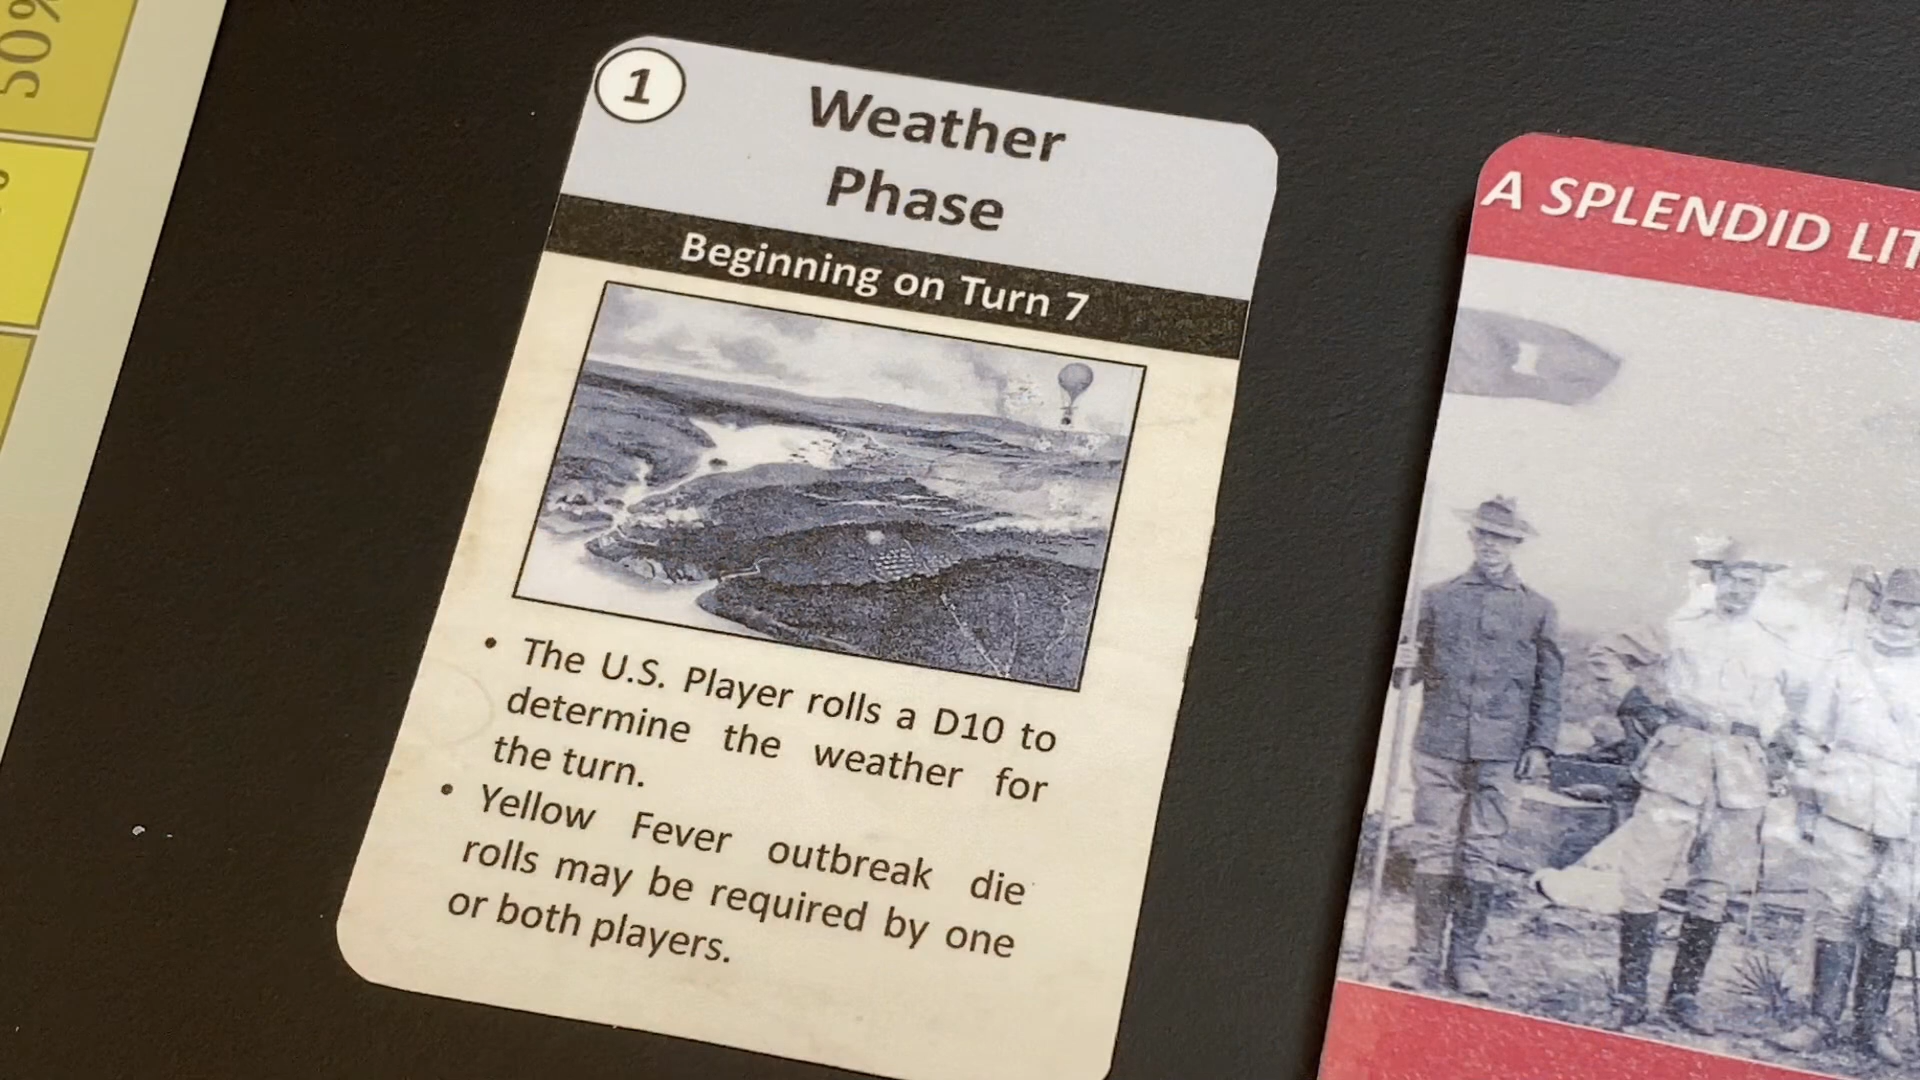 50%
1
Weather
Phase
Beginning on Turn 7
• The U.S. Player rolls a D10 to
determine the weather for
the turn.
• Yellow Fever outbreak die
rolls may be required by one
or both players.
A SPLENDID LIT